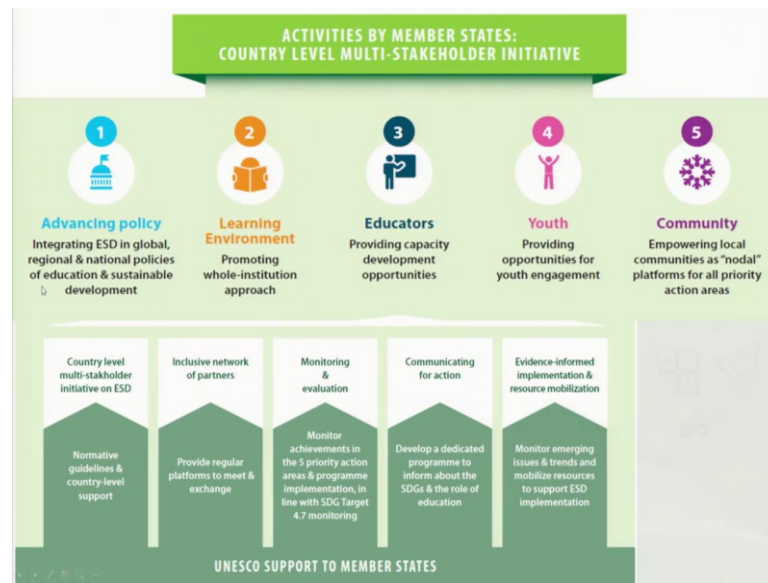 ACTIVITIES BY MEMBER STATES:
COUNTRY LEVEL MULTI-STAKEHOLDER INITIATIVE
1
Advancing policy
Integrating ESD in global,
regional & national policies
of education & sustainable
development
2
Learning
Environment
Promoting
whole-institution
approach
3
Educators
Providing capacity
development
opportunities
4
Youth
Providing
opportunities for
youth engagement
5
Community
Empowering local
communities as "nodal"
platforms for all priority
action areas
Country level
multi-stakholder
initiative on ESD
Normative
guidelines &
country-level
support
Inclusive network
of partners
Provide regular
platforms to meet &
exchange
Monitoring
&
evaluation
Monitor
achievements in
the 5 priority action
areas & programme
implementation, in
line with SDG Target
4.7 monitoring
Communicating
for action
Develop a dedicated
programme to
inform about the
SDGs & the role of
education
Evidence-informed
implementation &
resource mobilization
Monitor emerging
issues & trends and
mobilize resources
to support ESD
implementation
UNESCO SUPPORT TO MEMBER STATES